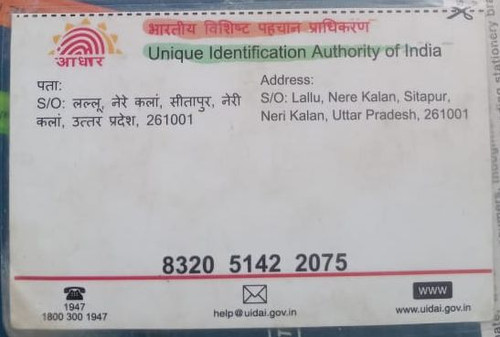 भारतीय विशिष्ट पहचान प्राधिकरण
Unique Identification Authority of India
आधार
पता:
S/O: लल्लू, नेरे कलां, सीतापुर, नेरी
कलां, उत्तर प्रदेश, 261001
Address:
S/O: Lallu, Nere Kalan, Sitapur,
Neri Kalan, Uttar Pradesh, 261001
8320 5142 2075
1947
1800 300 1947
help@uidai.gov.in
WWW
www.uidai.gov.in